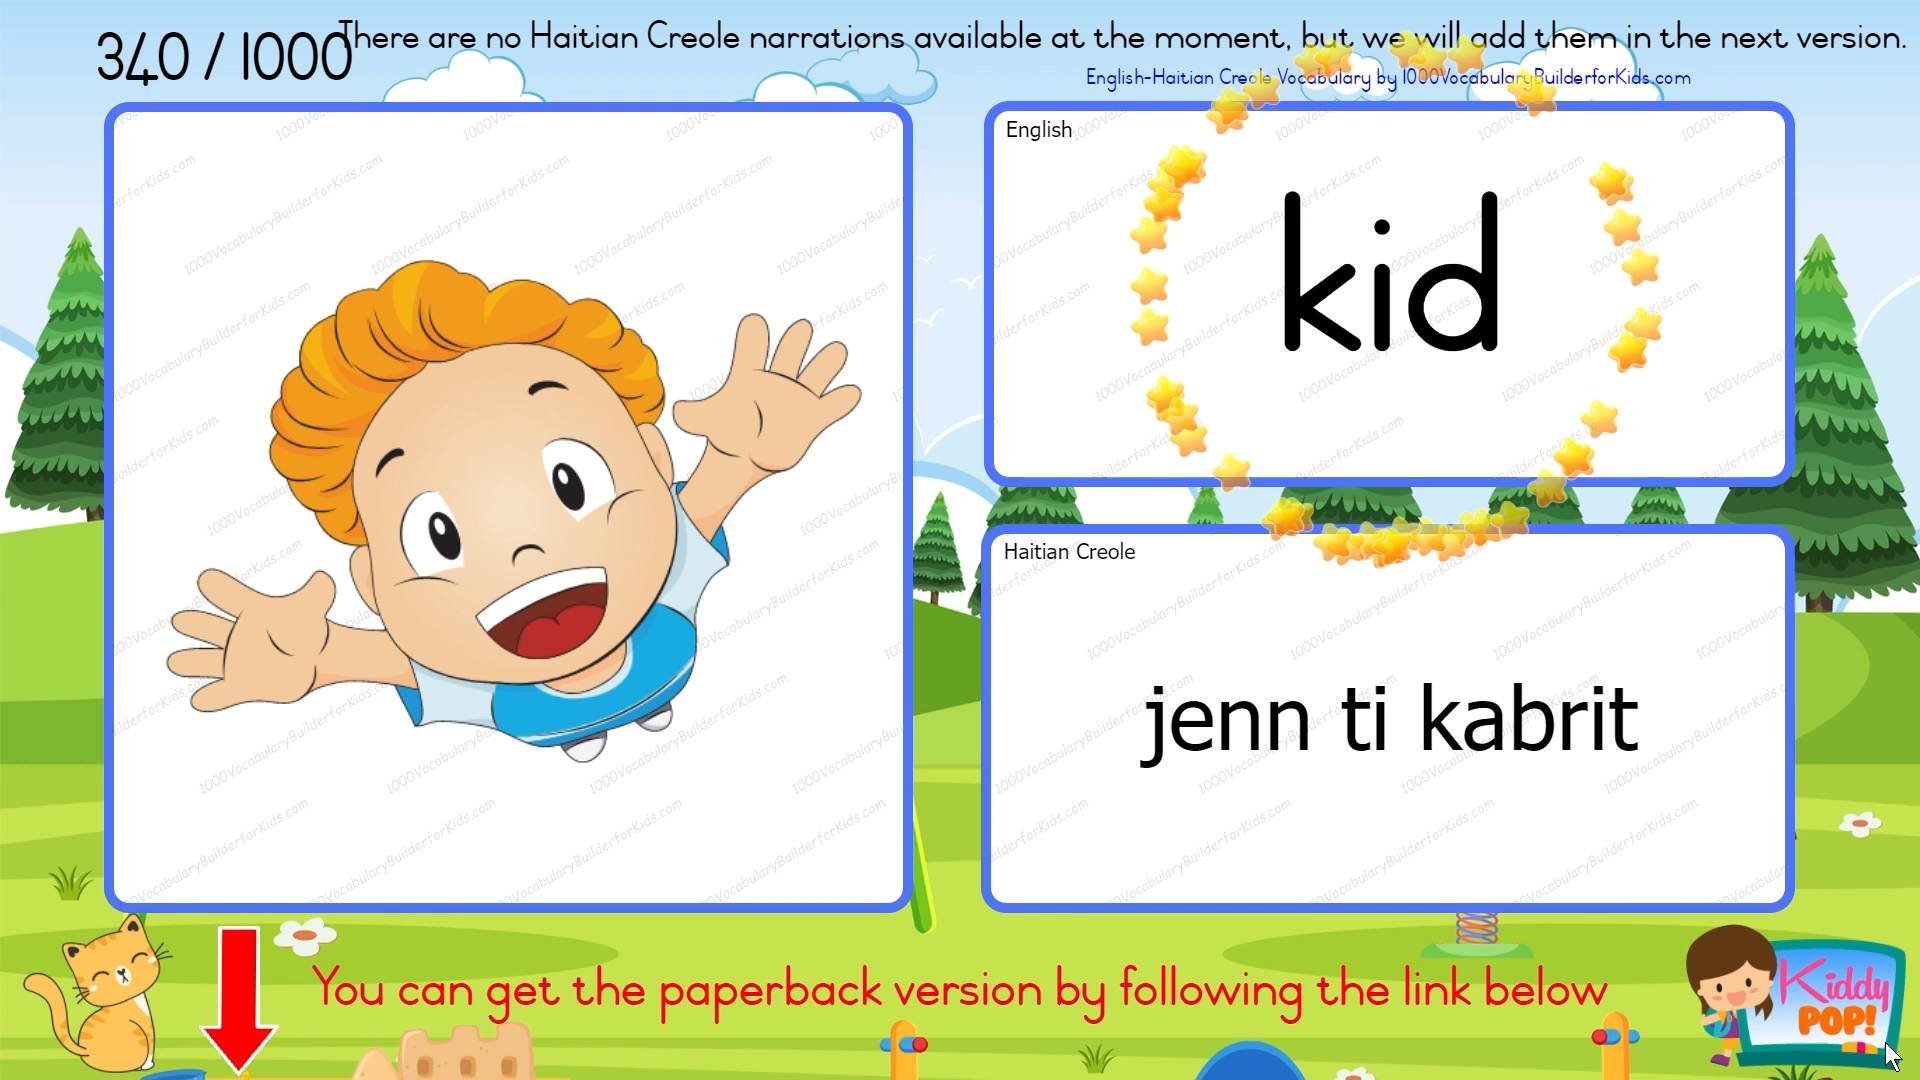 340 / 1000
There are no Haitian Creole narrations available at the moment, but we will add them in the next version.
English-Haitian Creole Vocabulary by 1000VocabularyBuilderforKids.com
English
kid
Haitian Creole
jenn ti kabrit
1000VocabularyBuilderforKids.com
You can get the paperback version by following the link below
Kiddy
POP!